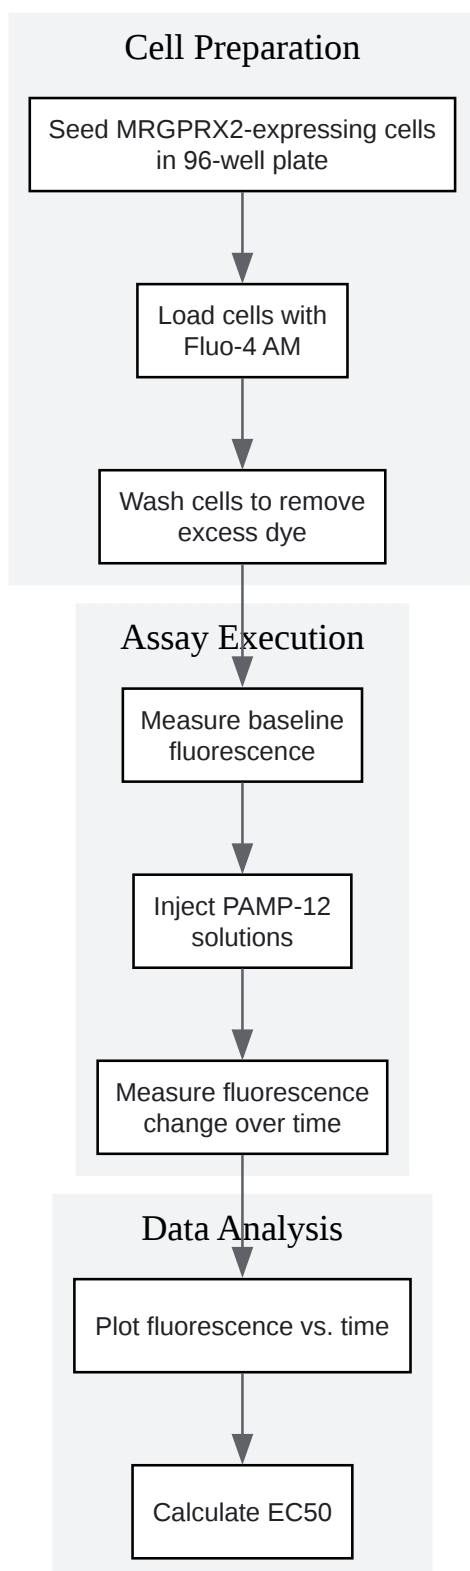 Cell Preparation
Seed MRGPRX2-expressing cells
in 96-well plate
Load cells with
Fluo-4 AM
Wash cells to remove
excess dye
Assay Execution
Measure baseline
fluorescence
Inject PAMP-12
solutions
Measure fluorescence
change over time
Data Analysis
Plot fluorescence vs. time
Calculate EC50